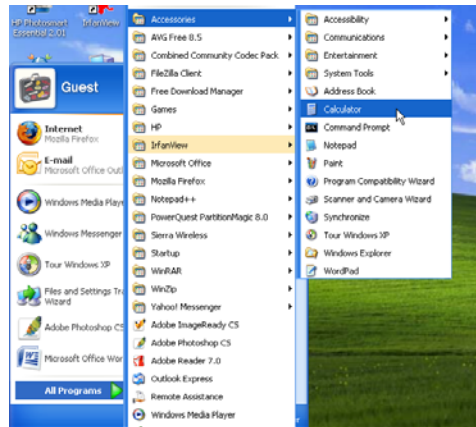 HP Photosmart
Essential 2.01
IrfanView
Guest
Internet
Mozilla Firefox
E-mail
Microsoft Office Outl
Windows Media Playe
Windows Messenger
Tour Windows XP
Files and Settings Tra
Wizard
Adobe Photoshop CS
Microsoft Office Wor
All Programs
Accessories
AVG Free 8.5
Combined Community Codec Pack
FileZilla Client
Free Download Manager
Games
HP
IrfanView
Microsoft Office
Mozilla Firefox
Notepad++
PowerQuest PartitionMagic 8.0
Sierra Wireless
Startup
WinRAR
WinZip
Yahoo! Messenger
Adobe ImageReady CS
Adobe Photoshop CS
Adobe Reader 7.0
Outlook Express
Remote Assistance
Windows Media Player
Accessibility
Communications
Entertainment
System Tools
Address Book
Calculator
Command Prompt
Notepad
Paint
Program Compatibility Wizard
Scanner and Camera Wizard
Synchronize
Tour Windows XP
Windows Explorer
WordPad